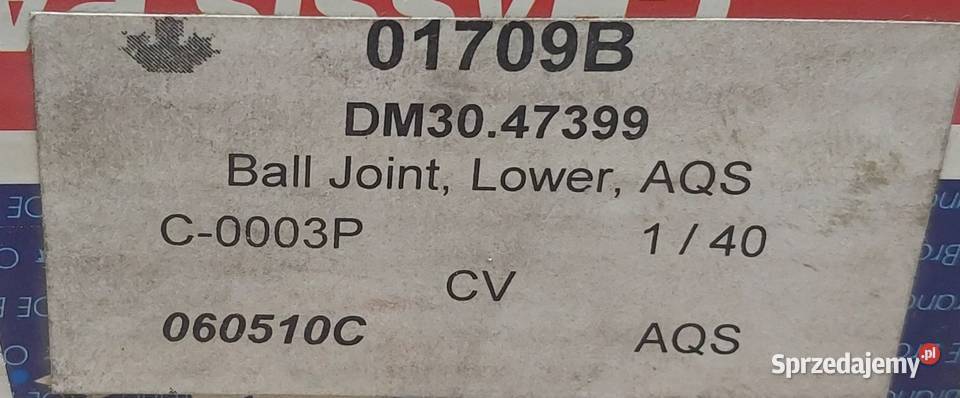 01709B
DM30.47399
Ball Joint, Lower, AQS
C-0003P 1 / 40
CV
060510C AQS
Sprzedajemy.pl